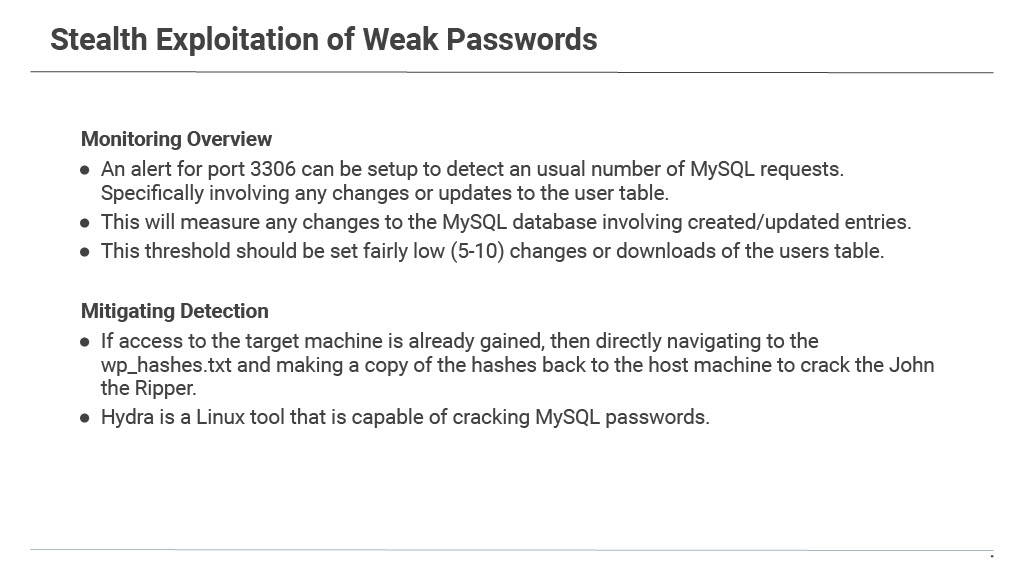 Stealth Exploitation of Weak Passwords
Monitoring Overview
● An alert for port 3306 can be setup to detect an usual number of MySQL requests.
Specifically involving any changes or updates to the user table.
● This will measure any changes to the MySQL database involving created/updated entries.
● This threshold should be set fairly low (5-10) changes or downloads of the users table.
Mitigating Detection
● If access to the target machine is already gained, then directly navigating to the
wp_hashes.txt and making a copy of the hashes back to the host machine to crack the John
the Ripper.
● Hydra is a Linux tool that is capable of cracking MySQL passwords.